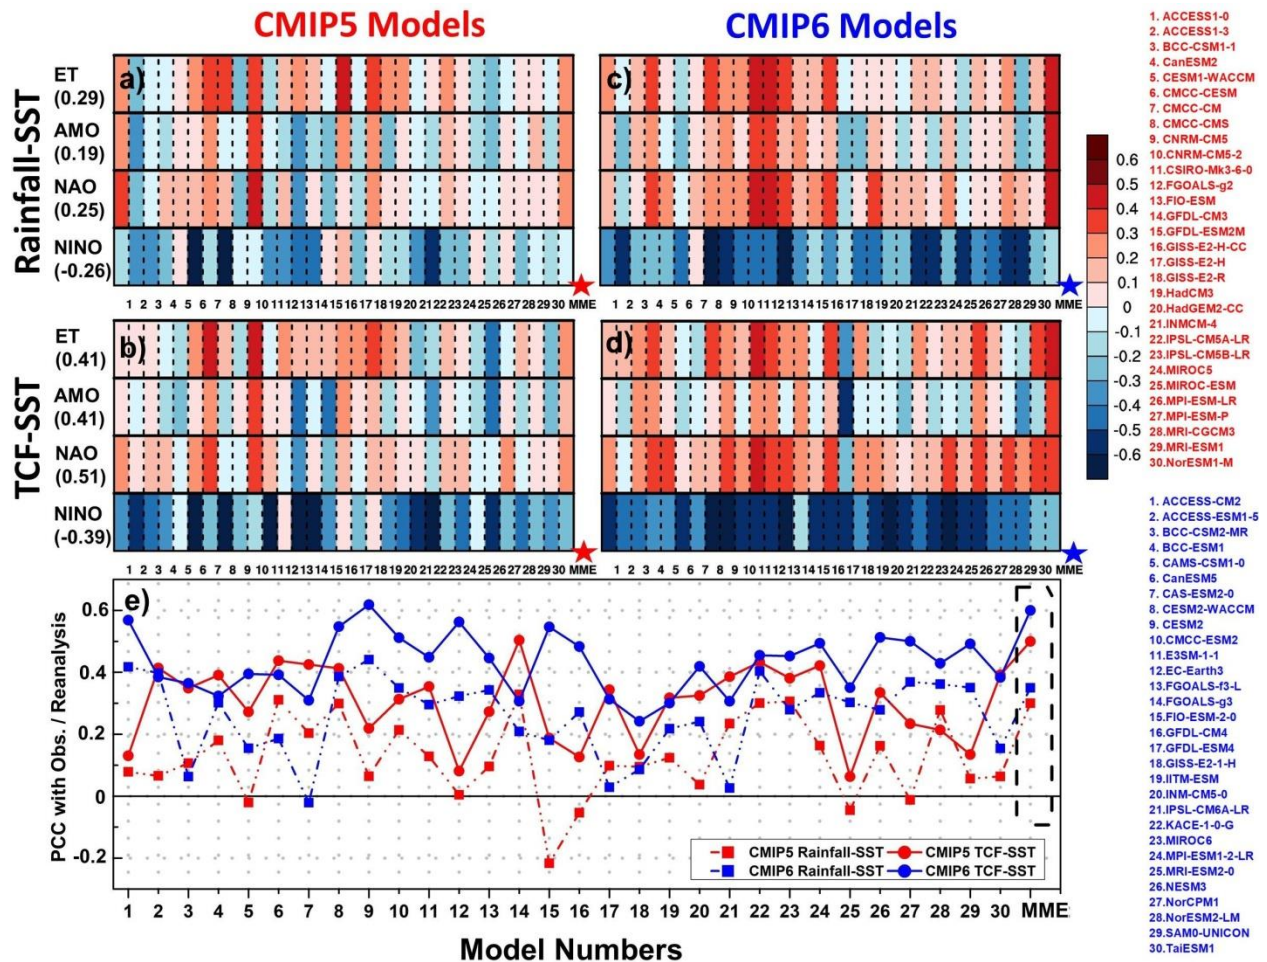 CMIP5 Models
CMIP6 Models
Rainfall-SST
ET
(0.29)
AMO
(0.19)
NAO
(0.25)
NINO
(-0.26)
a)
c)
1 2 3 4 5 6 7 8 9 10 11 12 13 14 15 16 17 18 19 20 21 22 23 24 25 26 27 28 29 30 MME
1 2 3 4 5 6 7 8 9 10 11 12 13 14 15 16 17 18 19 20 21 22 23 24 25 26 27 28 29 30 MME
TCF-SST
ET
(0.41)
AMO
(0.41)
NAO
(0.51)
NINO
(-0.39)
b)
d)
1 2 3 4 5 6 7 8 9 10 11 12 13 14 15 16 17 18 19 20 21 22 23 24 25 26 27 28 29 30 MME
1 2 3 4 5 6 7 8 9 10 11 12 13 14 15 16 17 18 19 20 21 22 23 24 25 26 27 28 29 30 MME
0.6
0.5
0.4
0.3
0.2
0.1
0
-0.1
-0.2
-0.3
-0.4
-0.5
-0.6
1. ACCESS1-0
2. ACCESS1-3
3. BCC-CSM1-1
4. CanESM2
5. CESM1-WACCM
6. CMCC-CESM
7. CMCC-CM
8. CMCC-CMS
9. CNRM-CM5
10. CNRM-CM5-2
11. CSIRO-Mk3-6-0
12. FGOALS-g2
13. FIO-ESM
14. GFDL-CM3
15. GFDL-ESM2M
16. GISS-E2-H-CC
17. GISS-E2-H
18. GISS-E2-R
19. HadCM3
20. HadGEM2-CC
21. INMCM-4
22. IPSL-CM5A-LR
23. IPSL-CM5B-LR
24. MIROC5
25. MIROC-ESM
26. MPI-ESM-LR
27. MPI-ESM-P
28. MRI-CGCM3
29. MRI-ESM1
30. NorESM1-M
1. ACCESS-CM2
2. ACCESS-ESM1-5
3. BCC-CSM2-MR
4. BCC-ESM1
5. CAMS-CSM1-0
6. CanESM5
7. CAS-ESM2-0
8. CESM2-WACCM
9. CESM2
10. CMCC-ESM2
11. E3SM-1-1
12. EC-Earth3
13. FGOALS-f3-L
14. FGOALS-g3
15. FIO-ESM-2-0
16. GFDL-CM4
17. GFDL-ESM4
18. GISS-E2-1-H
19. IITM-ESM
20. INM-CM5-0
21. IPSL-CM6A-LR
22. KACE-1-0-G
23. MIROC6
24. MPI-ESM1-2-LR
25. MRI-ESM2-0
26. NESM3
27. NorCPM1
28. NorESM2-LM
29. SAM0-UNICON
30. TaiESM1
e)
PCC with Obs. / Reanalysis
0.6
0.4
0.2
0
-0.2
CMIP5 Rainfall-SST
CMIP5 TCF-SST
CMIP6 Rainfall-SST
CMIP6 TCF-SST
1 2 3 4 5 6 7 8 9 10 11 12 13 14 15 16 17 18 19 20 21 22 23 24 25 26 27 28 29 30 MME
Model Numbers